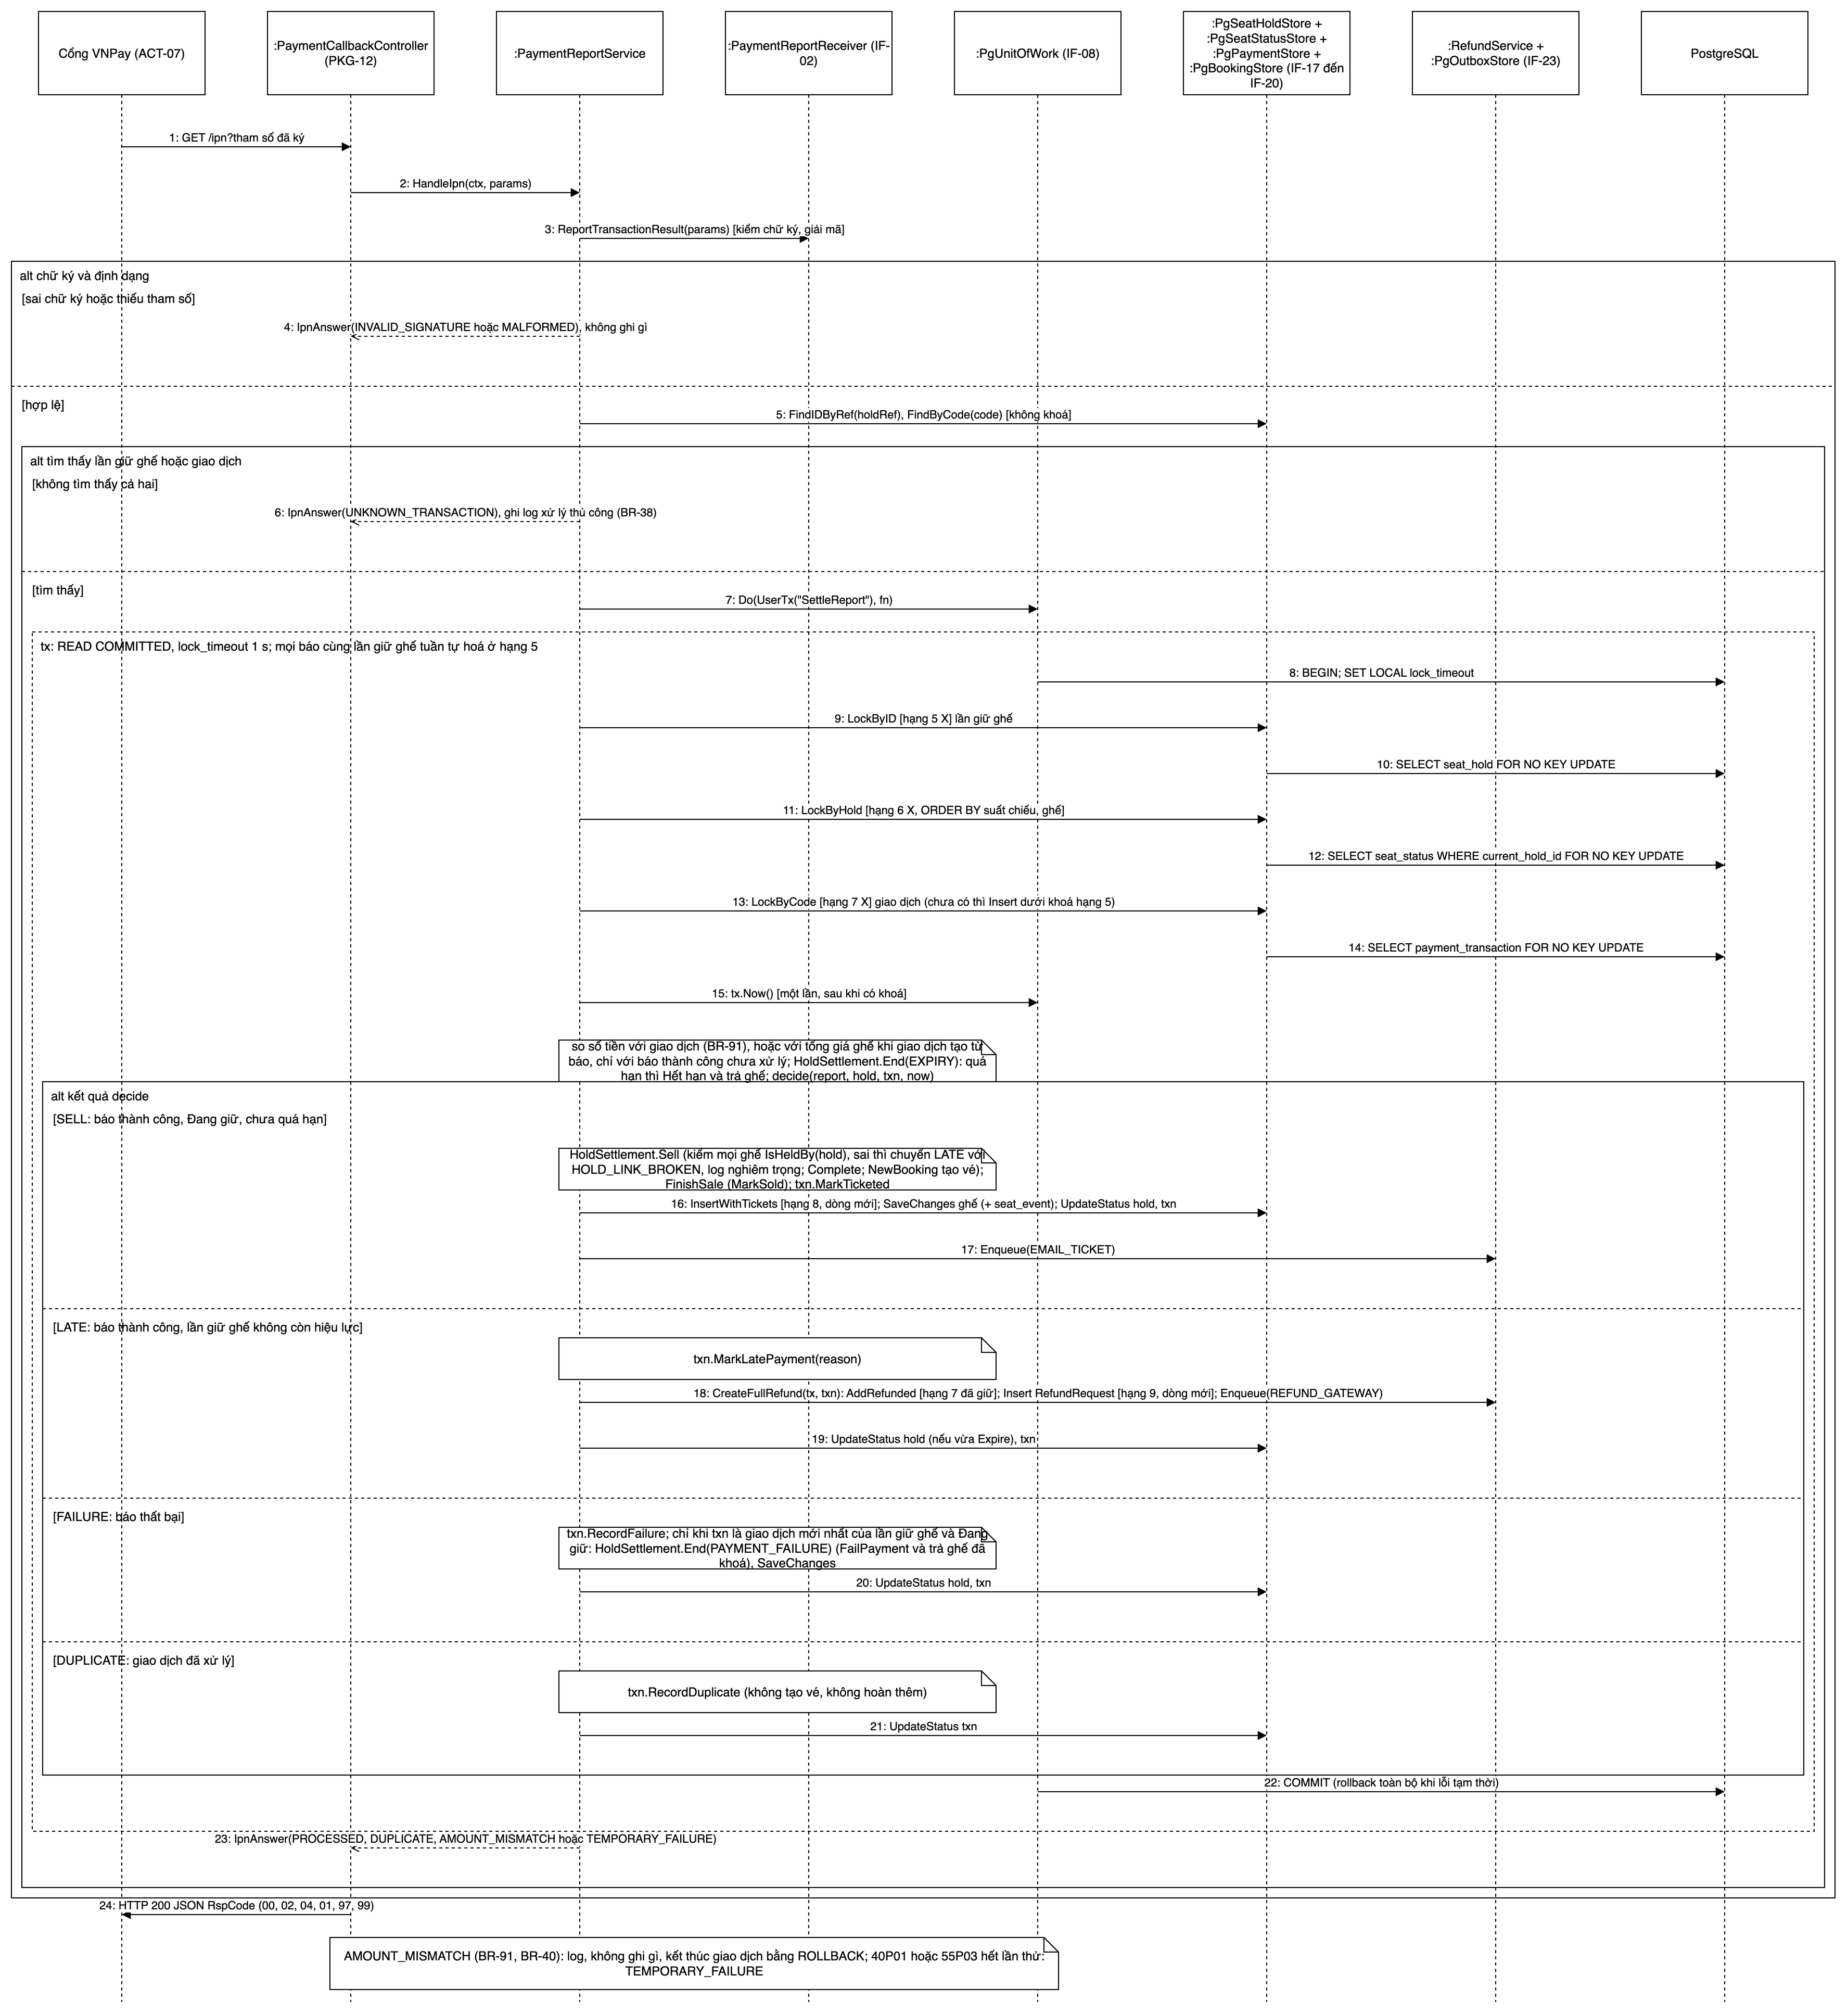 Cổng VNPay (ACT-07)
:PaymentCallbackController
(PKG-12)
:PaymentReportService
:PaymentReportReceiver (IF-
02)
:PgUnitOfWork (IF-08)
:PgSeatHoldStore +
:PgSeatStatusStore +
:PgPaymentStore +
:PgBookingStore (IF-17 đến
IF-20)
:RefundService +
:PgOutboxStore (IF-23)
PostgreSQL
1: GET /ipn?tham số đã ký
2: HandleIpn(ctx, params)
3: ReportTransactionResult(params) [kiểm chữ ký, giải mã]
alt chữ ký và định dạng
[sai chữ ký hoặc thiếu tham số]
4: IpnAnswer(INVALID_SIGNATURE hoặc MALFORMED), không ghi gì
[hợp lệ]
5: FindIDByRef(holdRef), FindByCode(code) [không khoá]
alt tìm thấy lần giữ ghế hoặc giao dịch
[không tìm thấy cả hai]
6: IpnAnswer(UNKNOWN_TRANSACTION), ghi log xử lý thủ công (BR-38)
[tìm thấy]
7: Do(UserTx("SettleReport"), fn)
tx: READ COMMITTED, lock_timeout 1 s; mọi báo cùng lần giữ ghế tuần tự hoá ở hạng 5
8: BEGIN; SET LOCAL lock_timeout
9: LockByID [hạng 5 X] lần giữ ghế
10: SELECT seat_hold FOR NO KEY UPDATE
11: LockByHold [hạng 6 X, ORDER BY suất chiếu, ghế]
12: SELECT seat_status WHERE current_hold_id FOR NO KEY UPDATE
13: LockByCode [hạng 7 X] giao dịch (chưa có thì Insert dưới khoá hạng 5)
14: SELECT payment_transaction FOR NO KEY UPDATE
15: tx.Now() [một lần, sau khi có khoá]
so số tiền với giao dịch (BR-91), hoặc với tổng giá ghế khi giao dịch tạo từ
báo, chỉ với báo thành công chưa xử lý; HoldSettlement.End(EXPIRY): quá
hạn thì Hết hạn và trả ghế; decide(report, hold, txn, now)
alt kết quả decide
[SELL: báo thành công, Đang giữ, chưa quá hạn]
HoldSettlement.Sell (kiểm mọi ghế IsHeldBy(hold), sai thì chuyển LATE với
HOLD_LINK_BROKEN, log nghiêm trọng; Complete; NewBooking tạo vé);
FinishSale (MarkSold); txn.MarkTicketed
16: InsertWithTickets [hạng 8, dòng mới]; SaveChanges ghế (+ seat_event); UpdateStatus hold, txn
17: Enqueue(EMAIL_TICKET)
[LATE: báo thành công, lần giữ ghế không còn hiệu lực]
txn.MarkLatePayment(reason)
18: CreateFullRefund(tx, txn): AddRefunded [hạng 7 đã giữ]; Insert RefundRequest [hạng 9, dòng mới]; Enqueue(REFUND_GATEWAY)
19: UpdateStatus hold (nếu vừa Expire), txn
[FAILURE: báo thất bại]
txn.RecordFailure; chỉ khi txn là giao dịch mới nhất của lần giữ ghế và Đang
giữ: HoldSettlement.End(PAYMENT_FAILURE) (FailPayment và trả ghế đã
khoá), SaveChanges
20: UpdateStatus hold, txn
[DUPLICATE: giao dịch đã xử lý]
txn.RecordDuplicate (không tạo vé, không hoàn thêm)
21: UpdateStatus txn
22: COMMIT (rollback toàn bộ khi lỗi tạm thời)
23: IpnAnswer(PROCESSED, DUPLICATE, AMOUNT_MISMATCH hoặc TEMPORARY_FAILURE)
24: HTTP 200 JSON RspCode (00, 02, 04, 01, 97, 99)
AMOUNT_MISMATCH (BR-91, BR-40): log, không ghi gì, kết thúc giao dịch bằng ROLLBACK; 40P01 hoặc 55P03 hết lần thử:
TEMPORARY_FAILURE